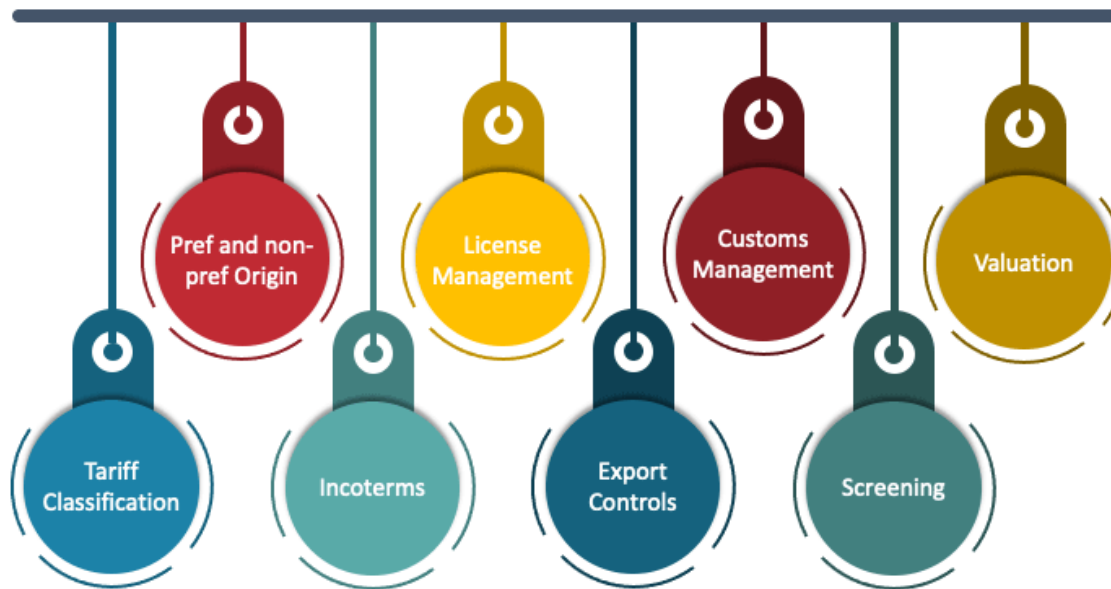 Pref and non-
pref Origin
License
Management
Customs
Management
Valuation
Tariff
Classification
Incoterms
Export
Controls
Screening